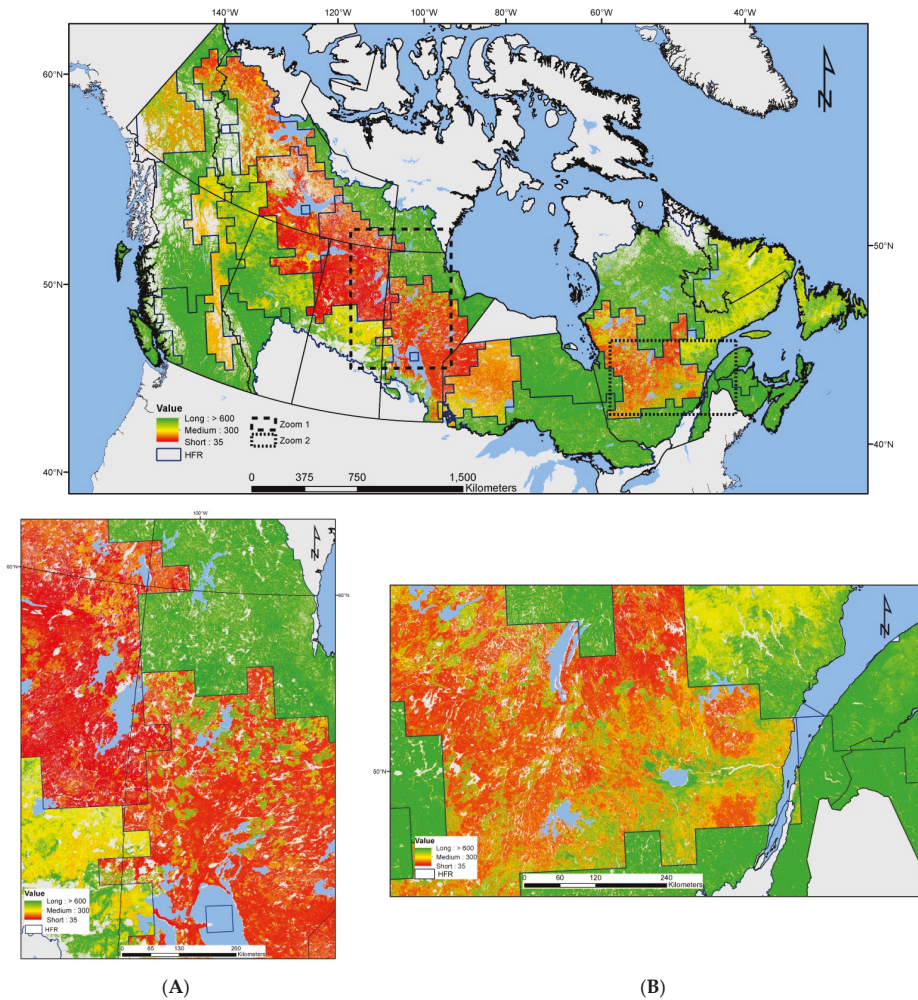 140°W 120°W 100°W 80°W 60°W 40°W
60°N
50°N
40°N
50°N
40°N
N
Value
Long : > 600
Medium : 300
Short : 35
HFR
Zoom 1
Zoom 2
0 375 750 1,500
Kilometers
100°W
60°N
60°N
N
Value
Long : > 600
Medium : 300
Short : 35
HFR
0 65 130 260
Kilometers
50°N
N
Value
Long : > 600
Medium : 300
Short : 35
HFR
0 60 120 240
Kilometers
(A) (B)